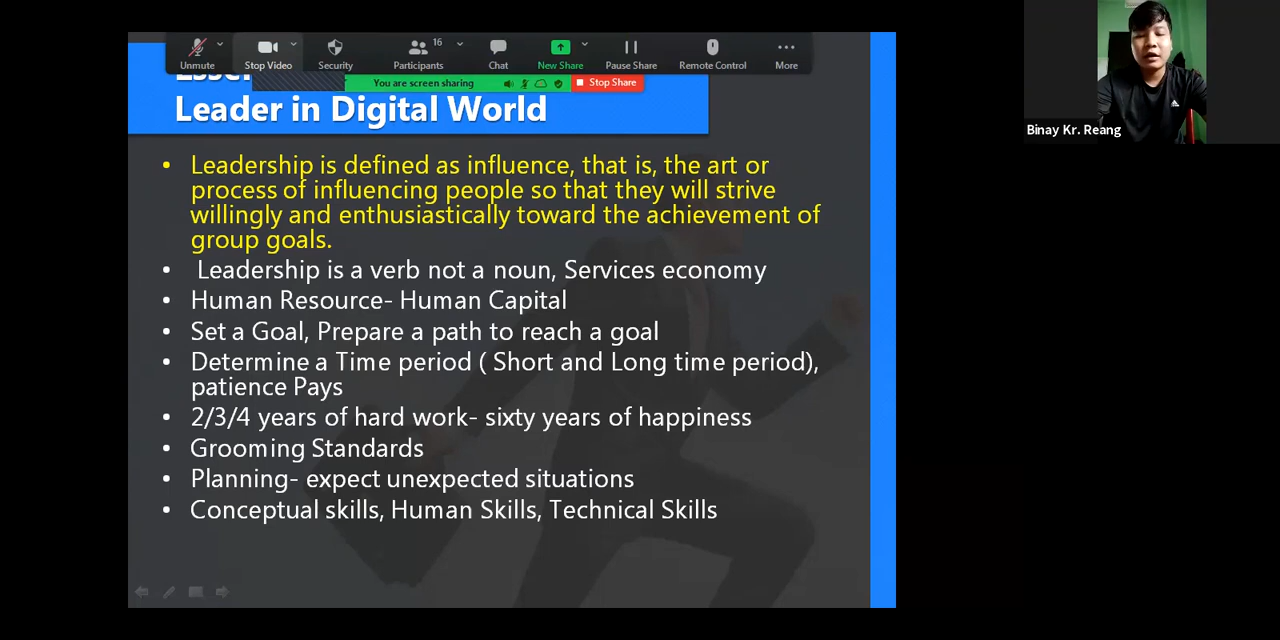 16
Unmute
Stop Video
Security
Participants
Chat
New Share
Pause Share
Remote Control
More
You are screen sharing
Stop Share
Leader in Digital World
• Leadership is defined as influence, that is, the art or
process of influencing people so that they will strive
willingly and enthusiastically toward the achievement of
group goals.
• Leadership is a verb not a noun, Services economy
• Human Resource- Human Capital
• Set a Goal, Prepare a path to reach a goal
• Determine a Time period ( Short and Long time period),
patience Pays
• 2/3/4 years of hard work- sixty years of happiness
• Grooming Standards
• Planning- expect unexpected situations
• Conceptual skills, Human Skills, Technical Skills
Binay Kr. Reang